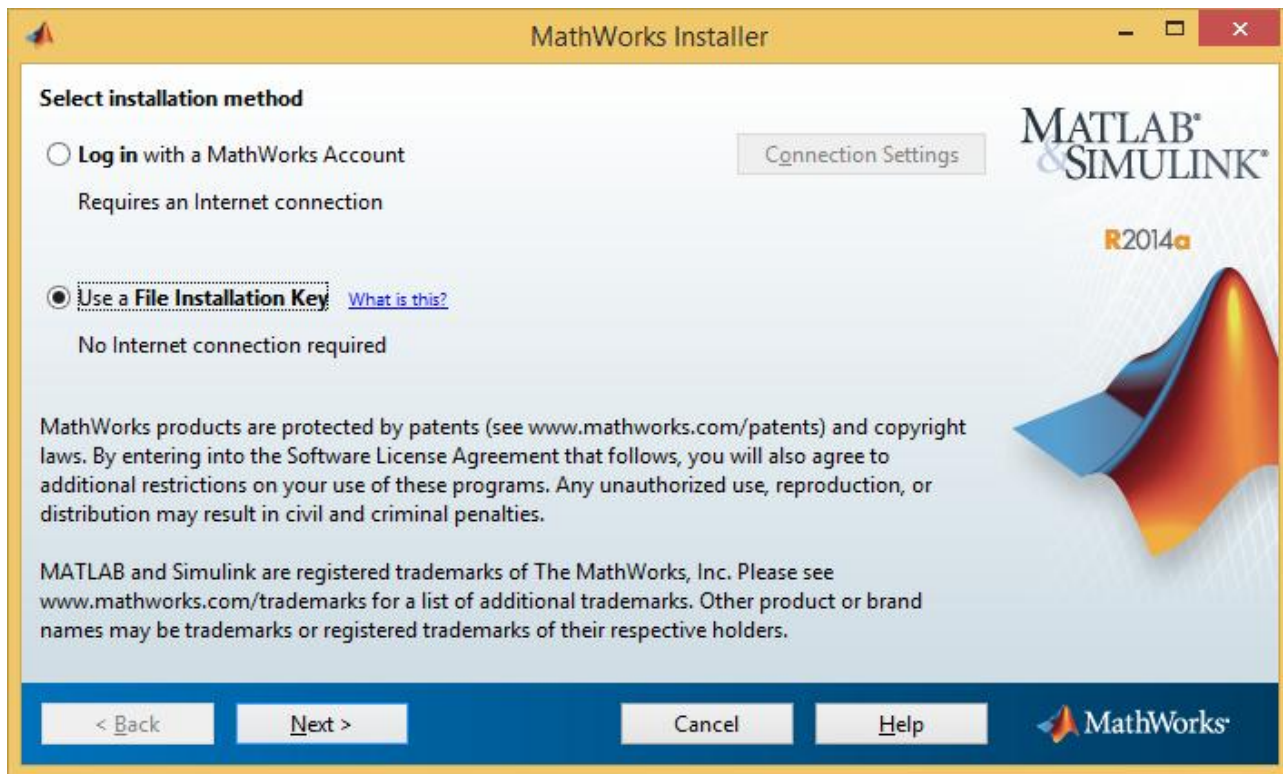 MathWorks Installer
Select installation method
Log in with a MathWorks Account
Connection Settings
Requires an Internet connection
Use a File Installation Key What is this?
No Internet connection required
MathWorks products are protected by patents (see www.mathworks.com/patents) and copyright
laws. By entering into the Software License Agreement that follows, you will also agree to
additional restrictions on your use of these programs. Any unauthorized use, reproduction, or
distribution may result in civil and criminal penalties.
MATLAB and Simulink are registered trademarks of The MathWorks, Inc. Please see
www.mathworks.com/trademarks for a list of additional trademarks. Other product or brand
names may be trademarks or registered trademarks of their respective holders.
MATLAB®
&SIMULINK®
R2014a
< Back Next > Cancel Help MathWorks®